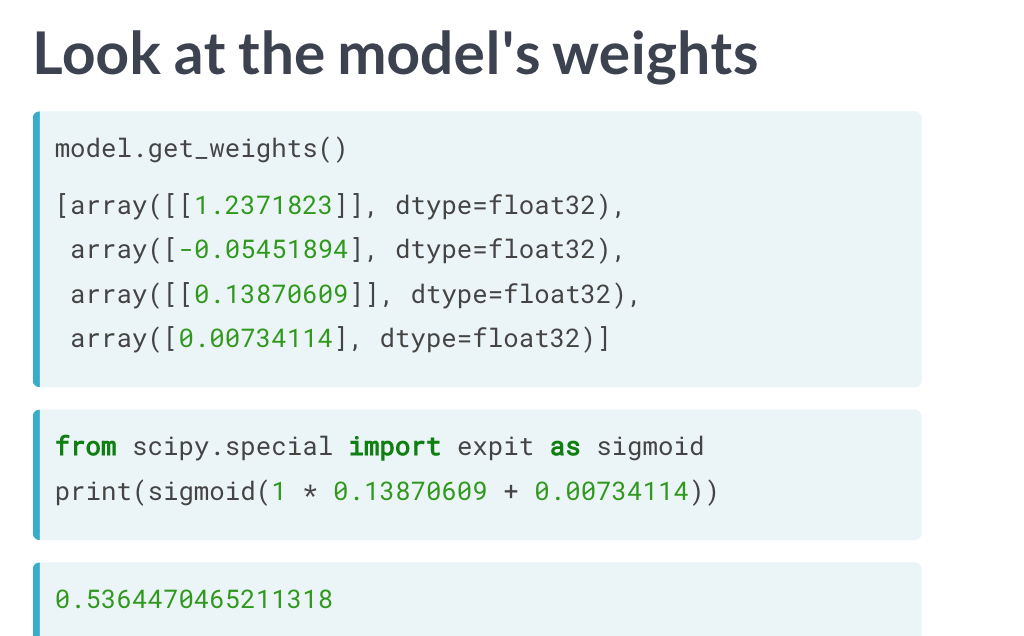 Look at the model's weights
model.get_weights()
[array([[1.2371823]], dtype=float32),
 array([-0.05451894], dtype=float32),
 array([[0.13870609]], dtype=float32),
 array([0.00734114], dtype=float32)]
from scipy.special import expit as sigmoid
print(sigmoid(1 * 0.13870609 + 0.00734114))
0.5364470465211318